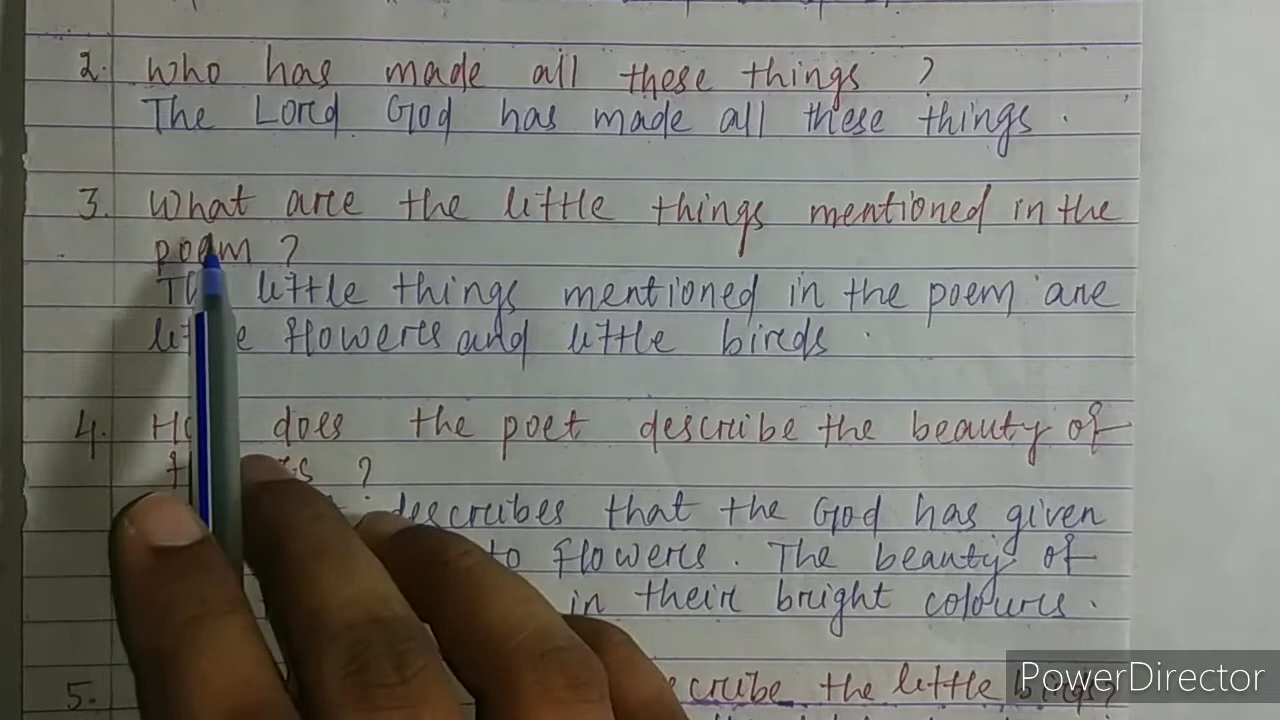 2. Who has made all these things ?
The Lord God has made all these things .
3. What are the little things mentioned in the
poem ?
little things mentioned in the poem are
flowers and little birds .
4. does the poet describe the beauty of
?
describes that the God has given
to flowers . The beauty of
in their bright colours .
5. the little birds?
PowerDirector